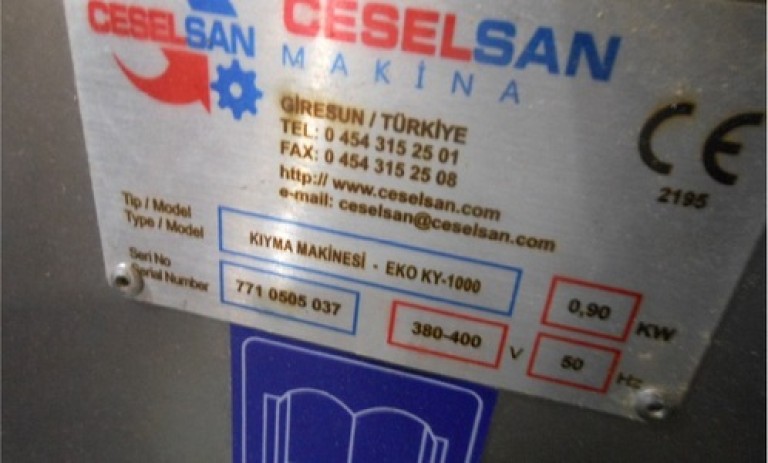 CESELSAN
CESELSAN
MAKİNA
GİRESUN / TÜRKİYE
TEL: 0 454 315 25 01
FAX: 0 454 315 25 08
http:// www.ceselsan.com
e-mail: ceselsan@ceselsan.com
CE
2195
Tip / Model
Type / Model
KIYMA MAKİNESİ - EKO KY-1000
0,90 KW
Seri No
Serial Number
771 0505 037
380-400 V
50 Hz